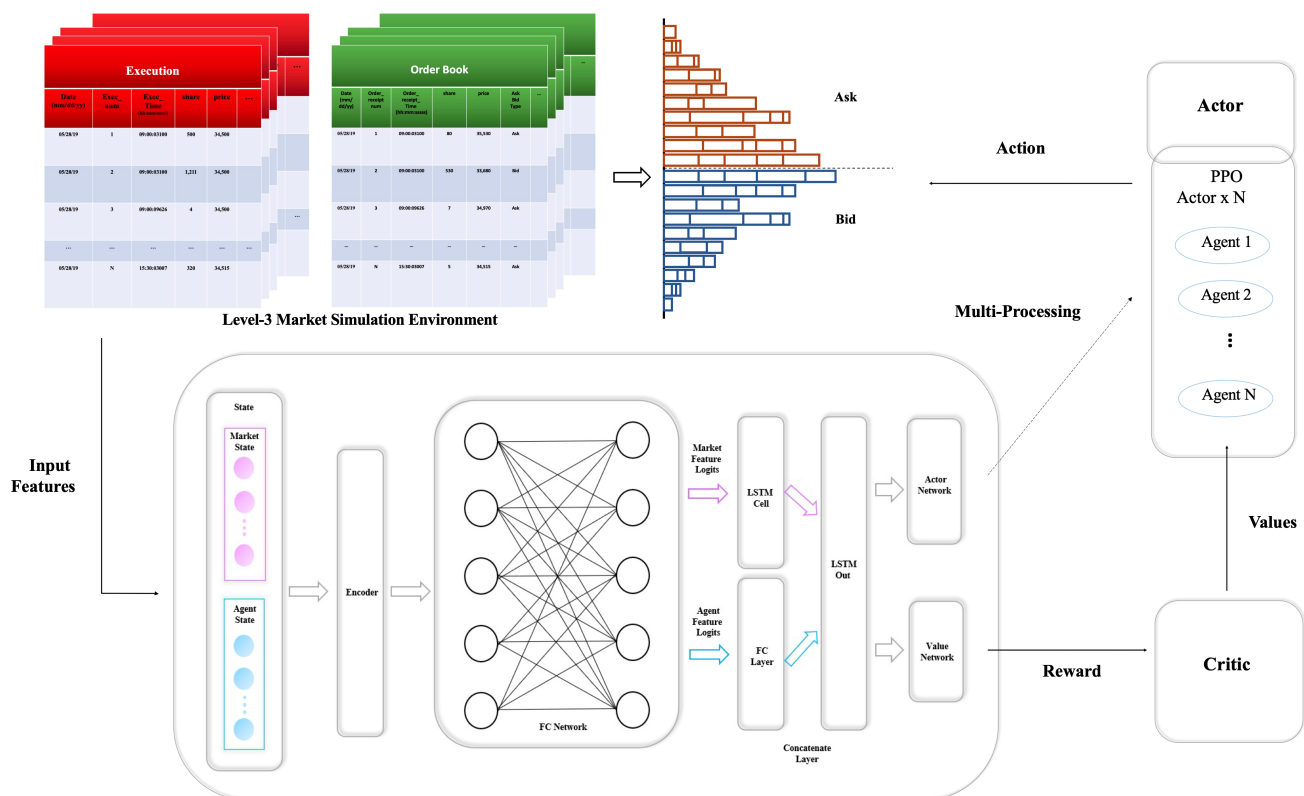 Execution
Date (mm/dd/yy) Exec_ num Exec_ Time share price ...
05/28/19 1 09:00:03100 500 34,500
05/28/19 2 09:00:03100 1,211 34,500
05/28/19 3 09:00:09626 4 34,500
... ... ... ... ... ...
05/28/19 N 15:30:03007 320 34,515
...
...
Order Book
Date (mm/ dd/yy) Order_ receipt num Order_ receipt_ Time (hh:mm:sssss) share price Ask Bid Type ...
05/28/19 1 09:00:03100 80 35,530 Ask
05/28/19 2 09:00:03100 530 33,680 Bid
05/28/19 3 09:00:09626 7 34,970 Ask
05/28/19 N 15:30:03007 5 34,515 Ask
Level-3 Market Simulation Environment
Ask
Bid
Action
Actor
PPO
Actor x N
Agent 1
Agent 2
Agent N
Multi-Processing
Input
Features
State
Market
State
Agent
State
Encoder
FC Network
Market
Feature
Logits
Agent
Feature
Logits
LSTM
Cell
FC
Layer
LSTM
Out
Concatenate
Layer
Actor
Network
Value
Network
Reward
Critic
Values